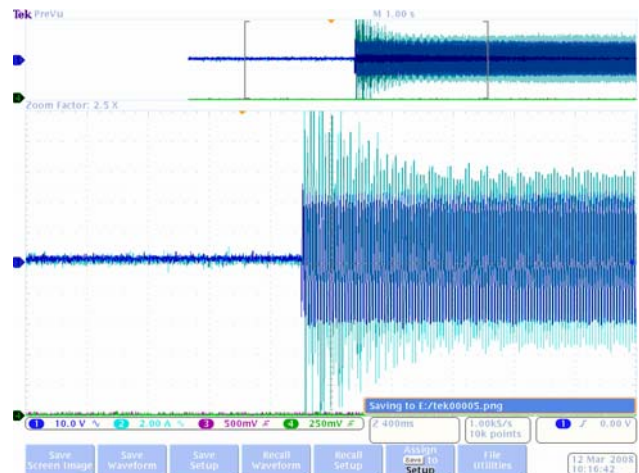 Tek PreVu M 1.00 s
Zoom Factor: 2.5 X
Saving to E:/tek00005.png
1 10.0 V 2 2.00 A 3 500mV 4 250mV Z 400ms 1.00kS/s 1 0.00 V
10k points
Save Screen Image
Save Waveform
Save Setup
Recall Waveform
Recall Setup
Assign Save to Setup
File Utilities
12 Mar 2008
10:16:42